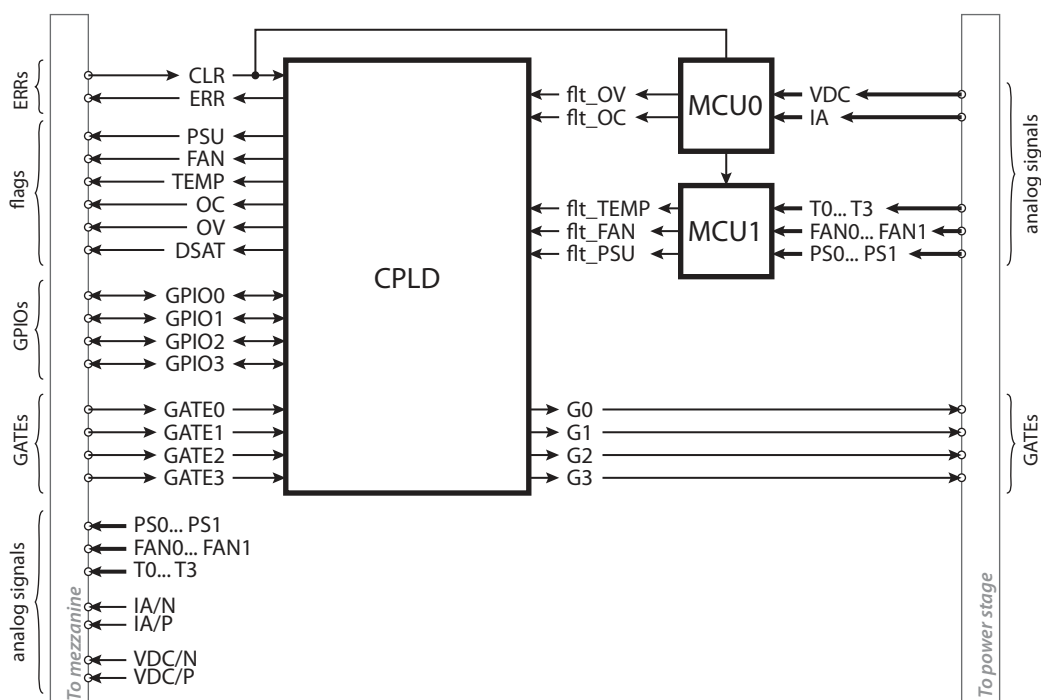 ERRs
CLR
ERR
flags
PSU
FAN
TEMP
OC
OV
DSAT
GPIOs
GPIO0
GPIO1
GPIO2
GPIO3
GATEs
GATE0
GATE1
GATE2
GATE3
analog signals
PS0... PS1
FAN0... FAN1
T0... T3
IA/N
IA/P
VDC/N
VDC/P
To mezzanine
CPLD
flt_OV
flt_OC
MCU0
VDC
IA
flt_TEMP
flt_FAN
flt_PSU
MCU1
T0... T3
FAN0... FAN1
PS0... PS1
analog signals
G0
G1
G2
G3
GATEs
To power stage